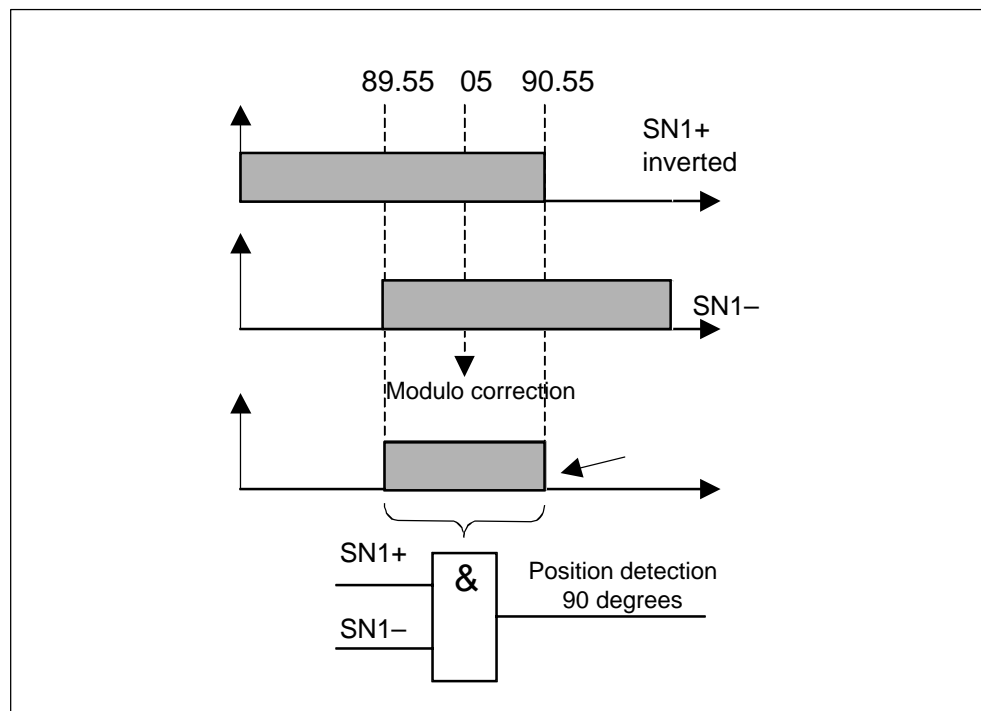 89.55 05 90.55
SN1+
inverted
SN1–
Modulo correction
SN1+
&
Position detection
90 degrees
SN1–